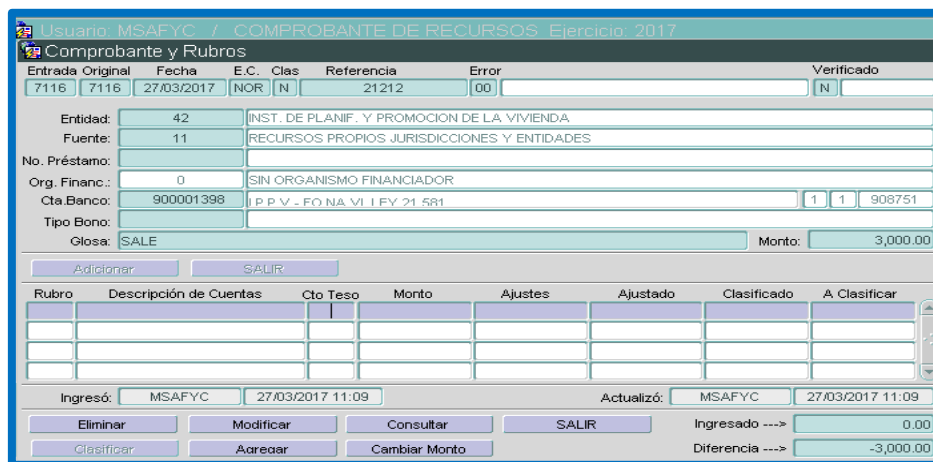 Usuario: MSAFYC / COMPROBANTE DE RECURSOS Ejercicio: 2017
Comprobante y Rubros
Entrada Original Fecha E.C. Clas Referencia Error Verificado
7116 7116 27/03/2017 NOR N 21212 00 N
Entidad: 42 INST. DE PLANIF. Y PROMOCION DE LA VIVIENDA
Fuente: 11 RECURSOS PROPIOS JURISDICCIONES Y ENTIDADES
No. Préstamo:
Org. Financ.: 0 SIN ORGANISMO FINANCIADOR
Cta.Banco: 900001398 I.P.P.V - FO.NA.VI. LEY 21.581 1 1 908751
Tipo Bono:
Glosa: SALE Monto: 3,000.00
Adicionar SALIR
Rubro Descripción de Cuentas Cto Teso Monto Ajustes Ajustado Clasificado A Clasificar
Ingresó: MSAFYC 27/03/2017 11:09 Actualizó: MSAFYC 27/03/2017 11:09
Eliminar Modificar Consultar SALIR Ingresado ---> 0.00
Clasificar Agregar Cambiar Monto Diferencia ---> -3,000.00